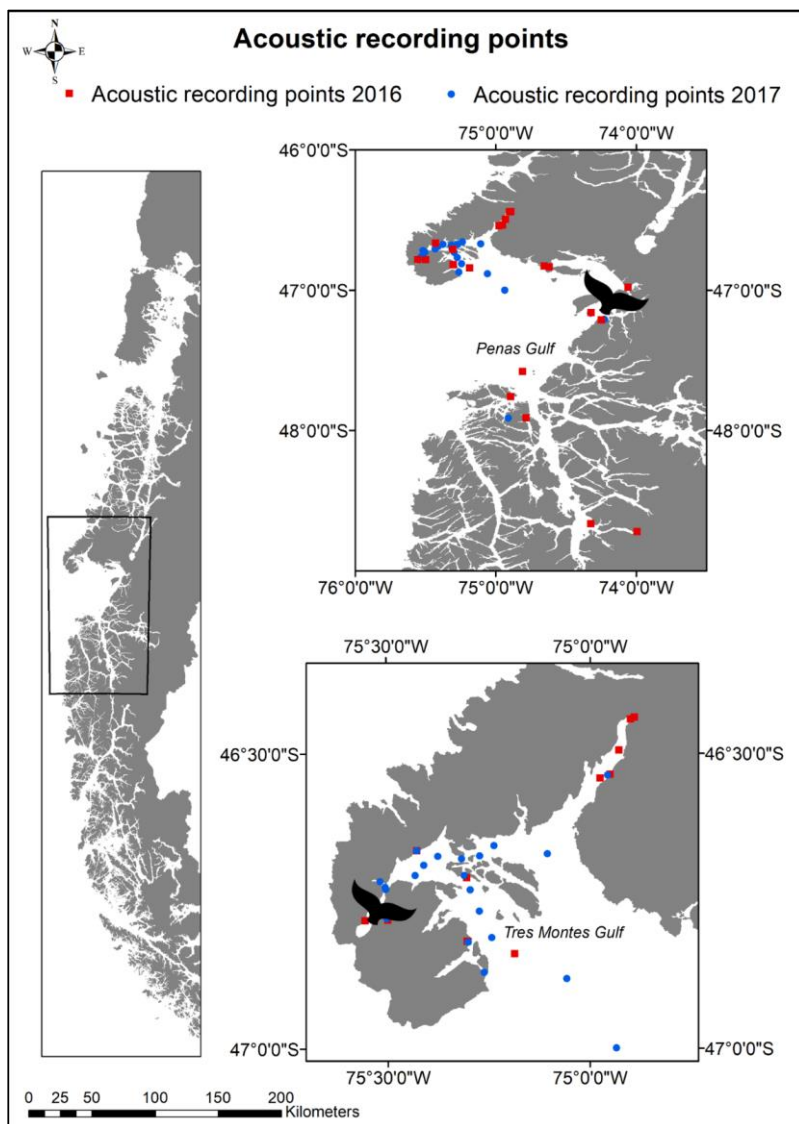 Acoustic recording points
N
W E
S
Acoustic recording points 2016 Acoustic recording points 2017
75°0'0"W 74°0'0"W
46°0'0"S
47°0'0"S 47°0'0"S
Penas Gulf
48°0'0"S 48°0'0"S
76°0'0"W 75°0'0"W 74°0'0"W
75°30'0"W 75°0'0"W
46°30'0"S 46°30'0"S
Tres Montes Gulf
47°0'0"S 47°0'0"S
75°30'0"W 75°0'0"W
0 25 50 100 150 200
Kilometers